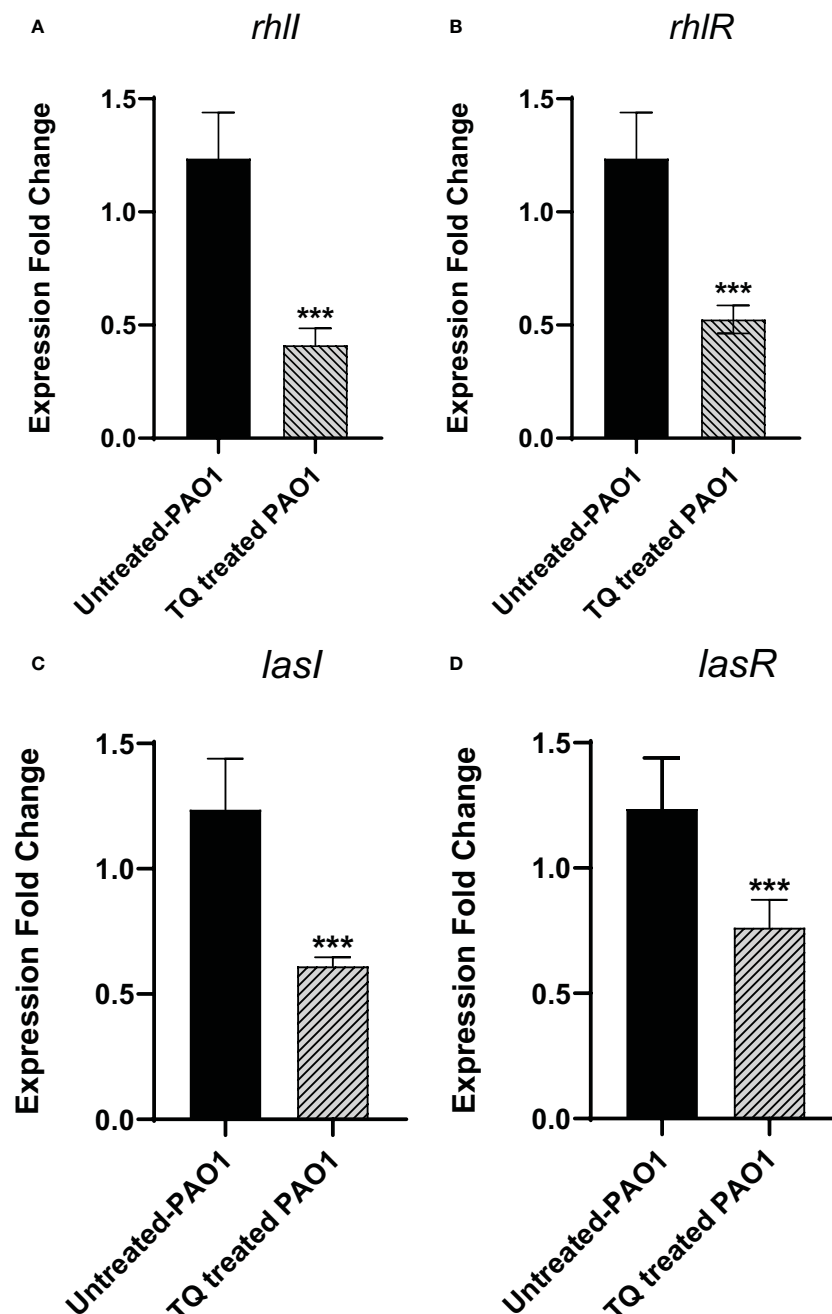 A
rhlI
Expression Fold Change
1.5
1.0
0.5
0.0
***
Untreated-PAO1
TQ treated PAO1
B
rhlR
Expression Fold Change
1.5
1.0
0.5
0.0
***
Untreated-PAO1
TQ treated PAO1
C
lasI
Expression Fold Change
1.5
1.0
0.5
0.0
***
Untreated-PAO1
TQ treated PAO1
D
lasR
Expression Fold Change
1.5
1.0
0.5
0.0
***
Untreated-PAO1
TQ treated PAO1